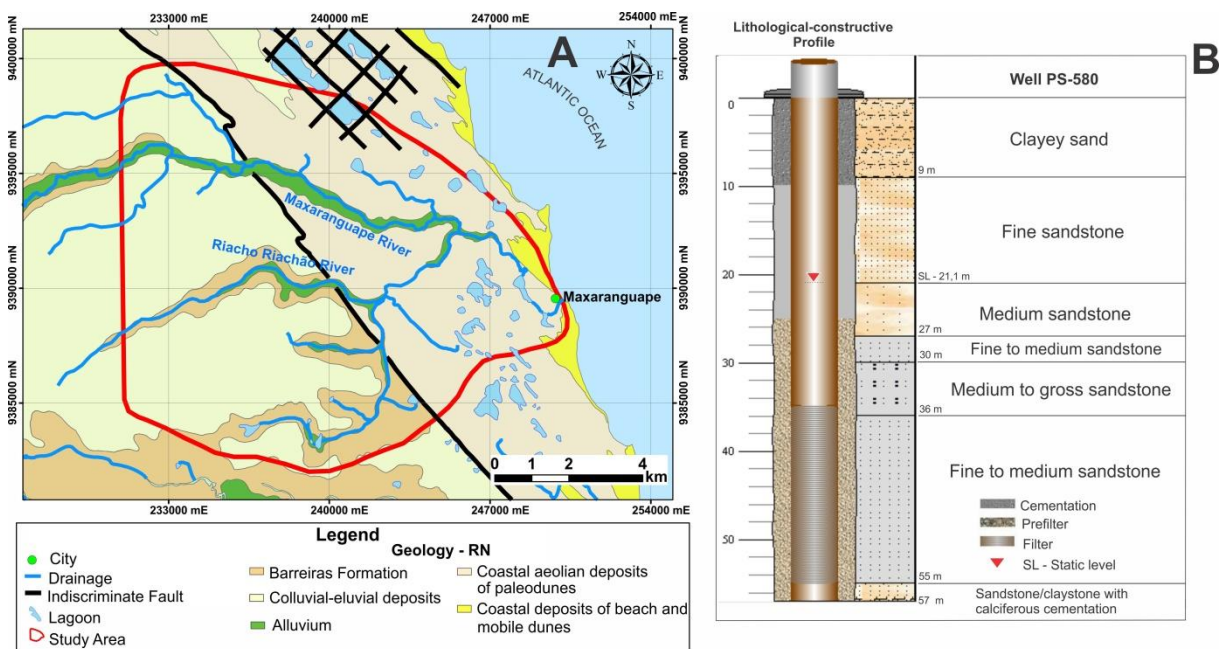 233000 mE
240000 mE
247000 mE
254000 mE
A
N
W
E
S
ATLANTIC OCEAN
9400000 mN
9400000 mN
9395000 mN
9395000 mN
Maxaranguape River
Riacho Riachão River
9390000 mN
9390000 mN
Maxaranguape
9385000 mN
9385000 mN
0 1 2 4
km
233000 mE
240000 mE
247000 mE
254000 mE
Legend
Geology - RN
City
Drainage
Indiscriminate Fault
Lagoon
Study Area
Barreiras Formation
Colluvial-eluvial deposits
Alluvium
Coastal aeolian deposits
of paleodunes
Coastal deposits of beach and
mobile dunes
Lithological-constructive
Profile
B
Well PS-580
0
10
20
30
40
50
Clayey sand
9 m
Fine sandstone
SL - 21,1 m
Medium sandstone
27 m
Fine to medium sandstone
30 m
Medium to gross sandstone
36 m
Fine to medium sandstone
Cementation
Prefilter
Filter
SL - Static level
55 m
Sandstone/claystone with
calciferous cementation
57 m